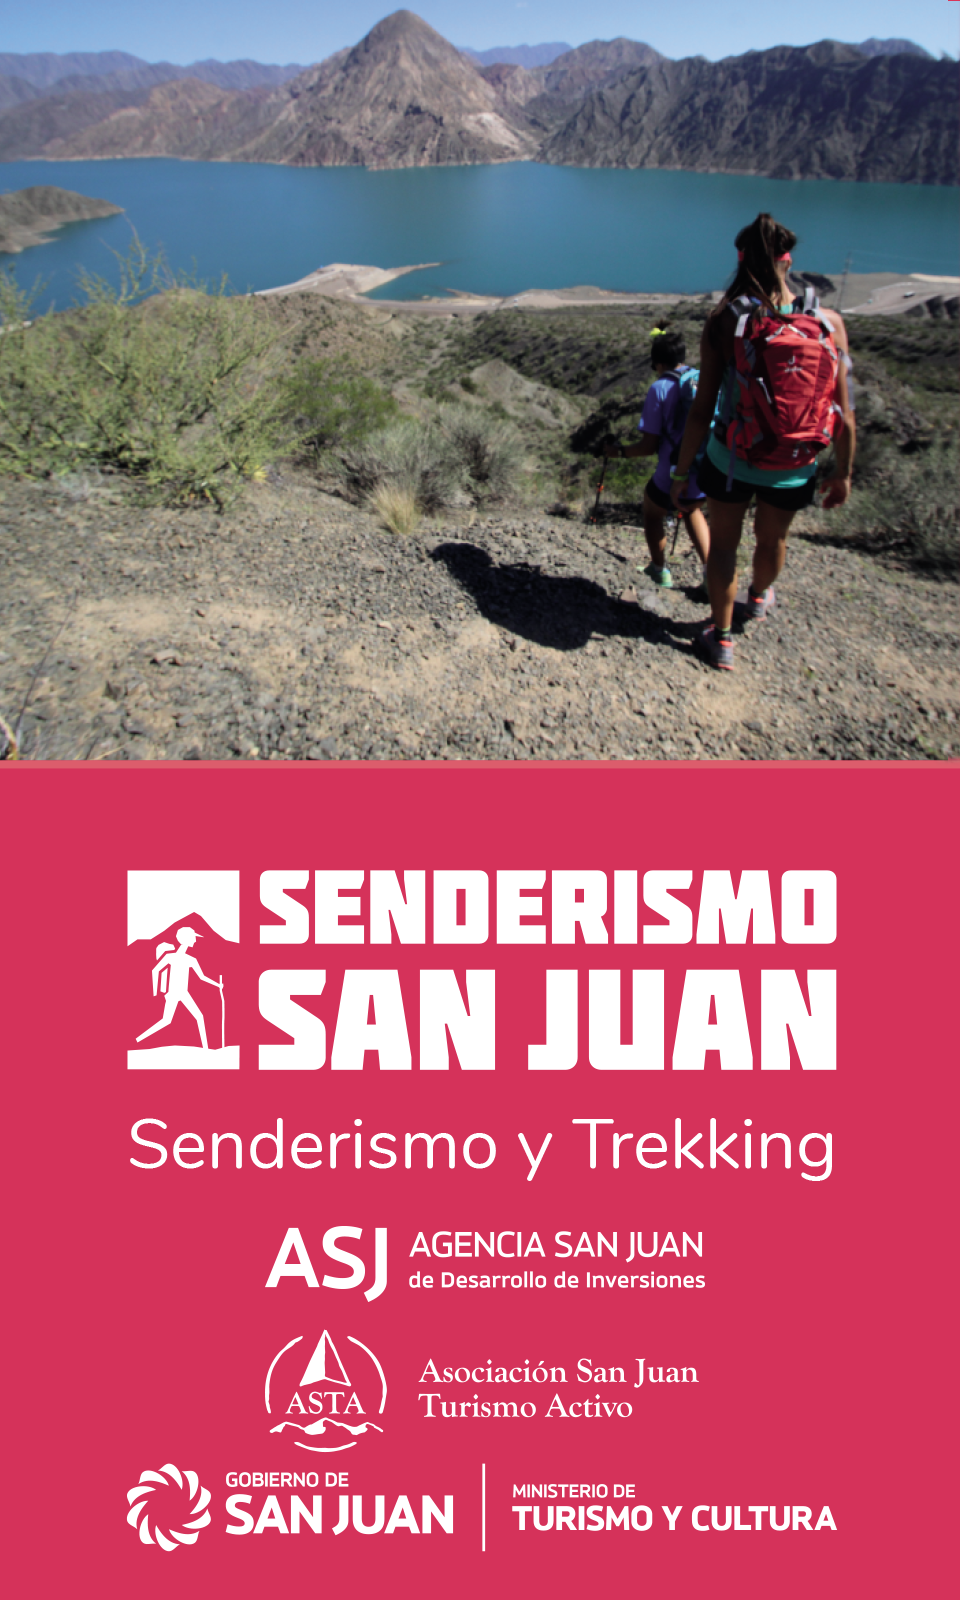 SENDERISMO
SAN JUAN
Senderismo y Trekking
ASJ AGENCIA SAN JUAN
de Desarrollo de Inversiones
ASTA
Asociación San Juan
Turismo Activo
GOBIERNO DE
SAN JUAN
MINISTERIO DE
TURISMO Y CULTURA